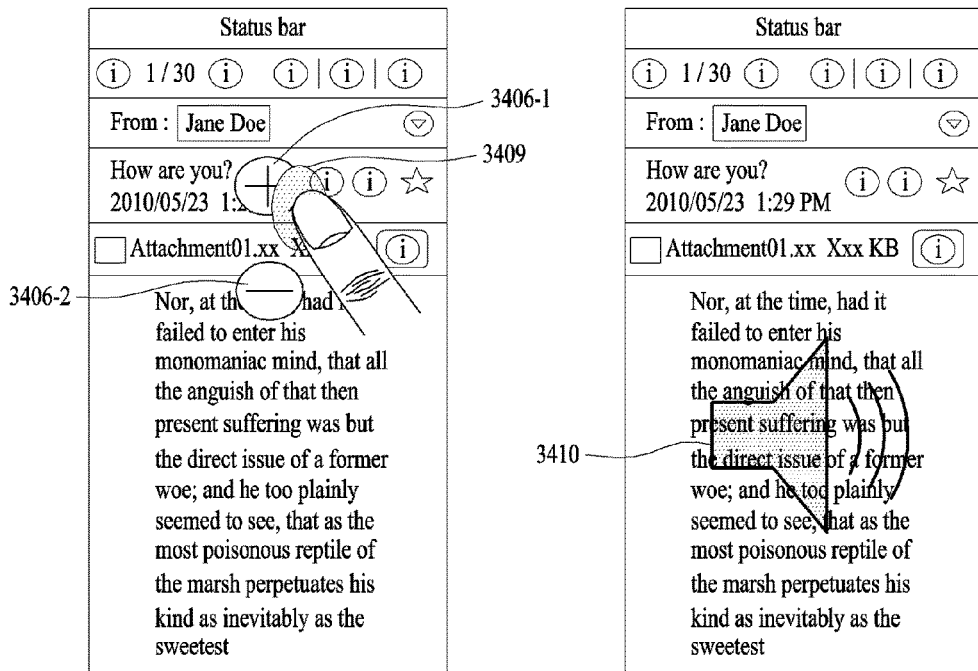 Status bar
i 1 / 30 i i | i | i
From : Jane Doe
3406-1
3409
How are you?
i i
2010/05/23 1:2
Attachment01.xx X
i
3406-2
Nor, at th had i
failed to enter his
monomaniac mind, that all
the anguish of that then
present suffering was but
the direct issue of a former
woe; and he too plainly
seemed to see, that as the
most poisonous reptile of
the marsh perpetuates his
kind as inevitably as the
sweetest
Status bar
i 1 / 30 i i | i | i
From : Jane Doe
How are you?
i i
2010/05/23 1:29 PM
Attachment01.xx Xxx KB i
Nor, at the time, had it
failed to enter his
monomaniac mind, that all
the anguish of that then
present suffering was but
3410
the direct issue of a former
woe; and he too plainly
seemed to see, that as the
most poisonous reptile of
the marsh perpetuates his
kind as inevitably as the
sweetest